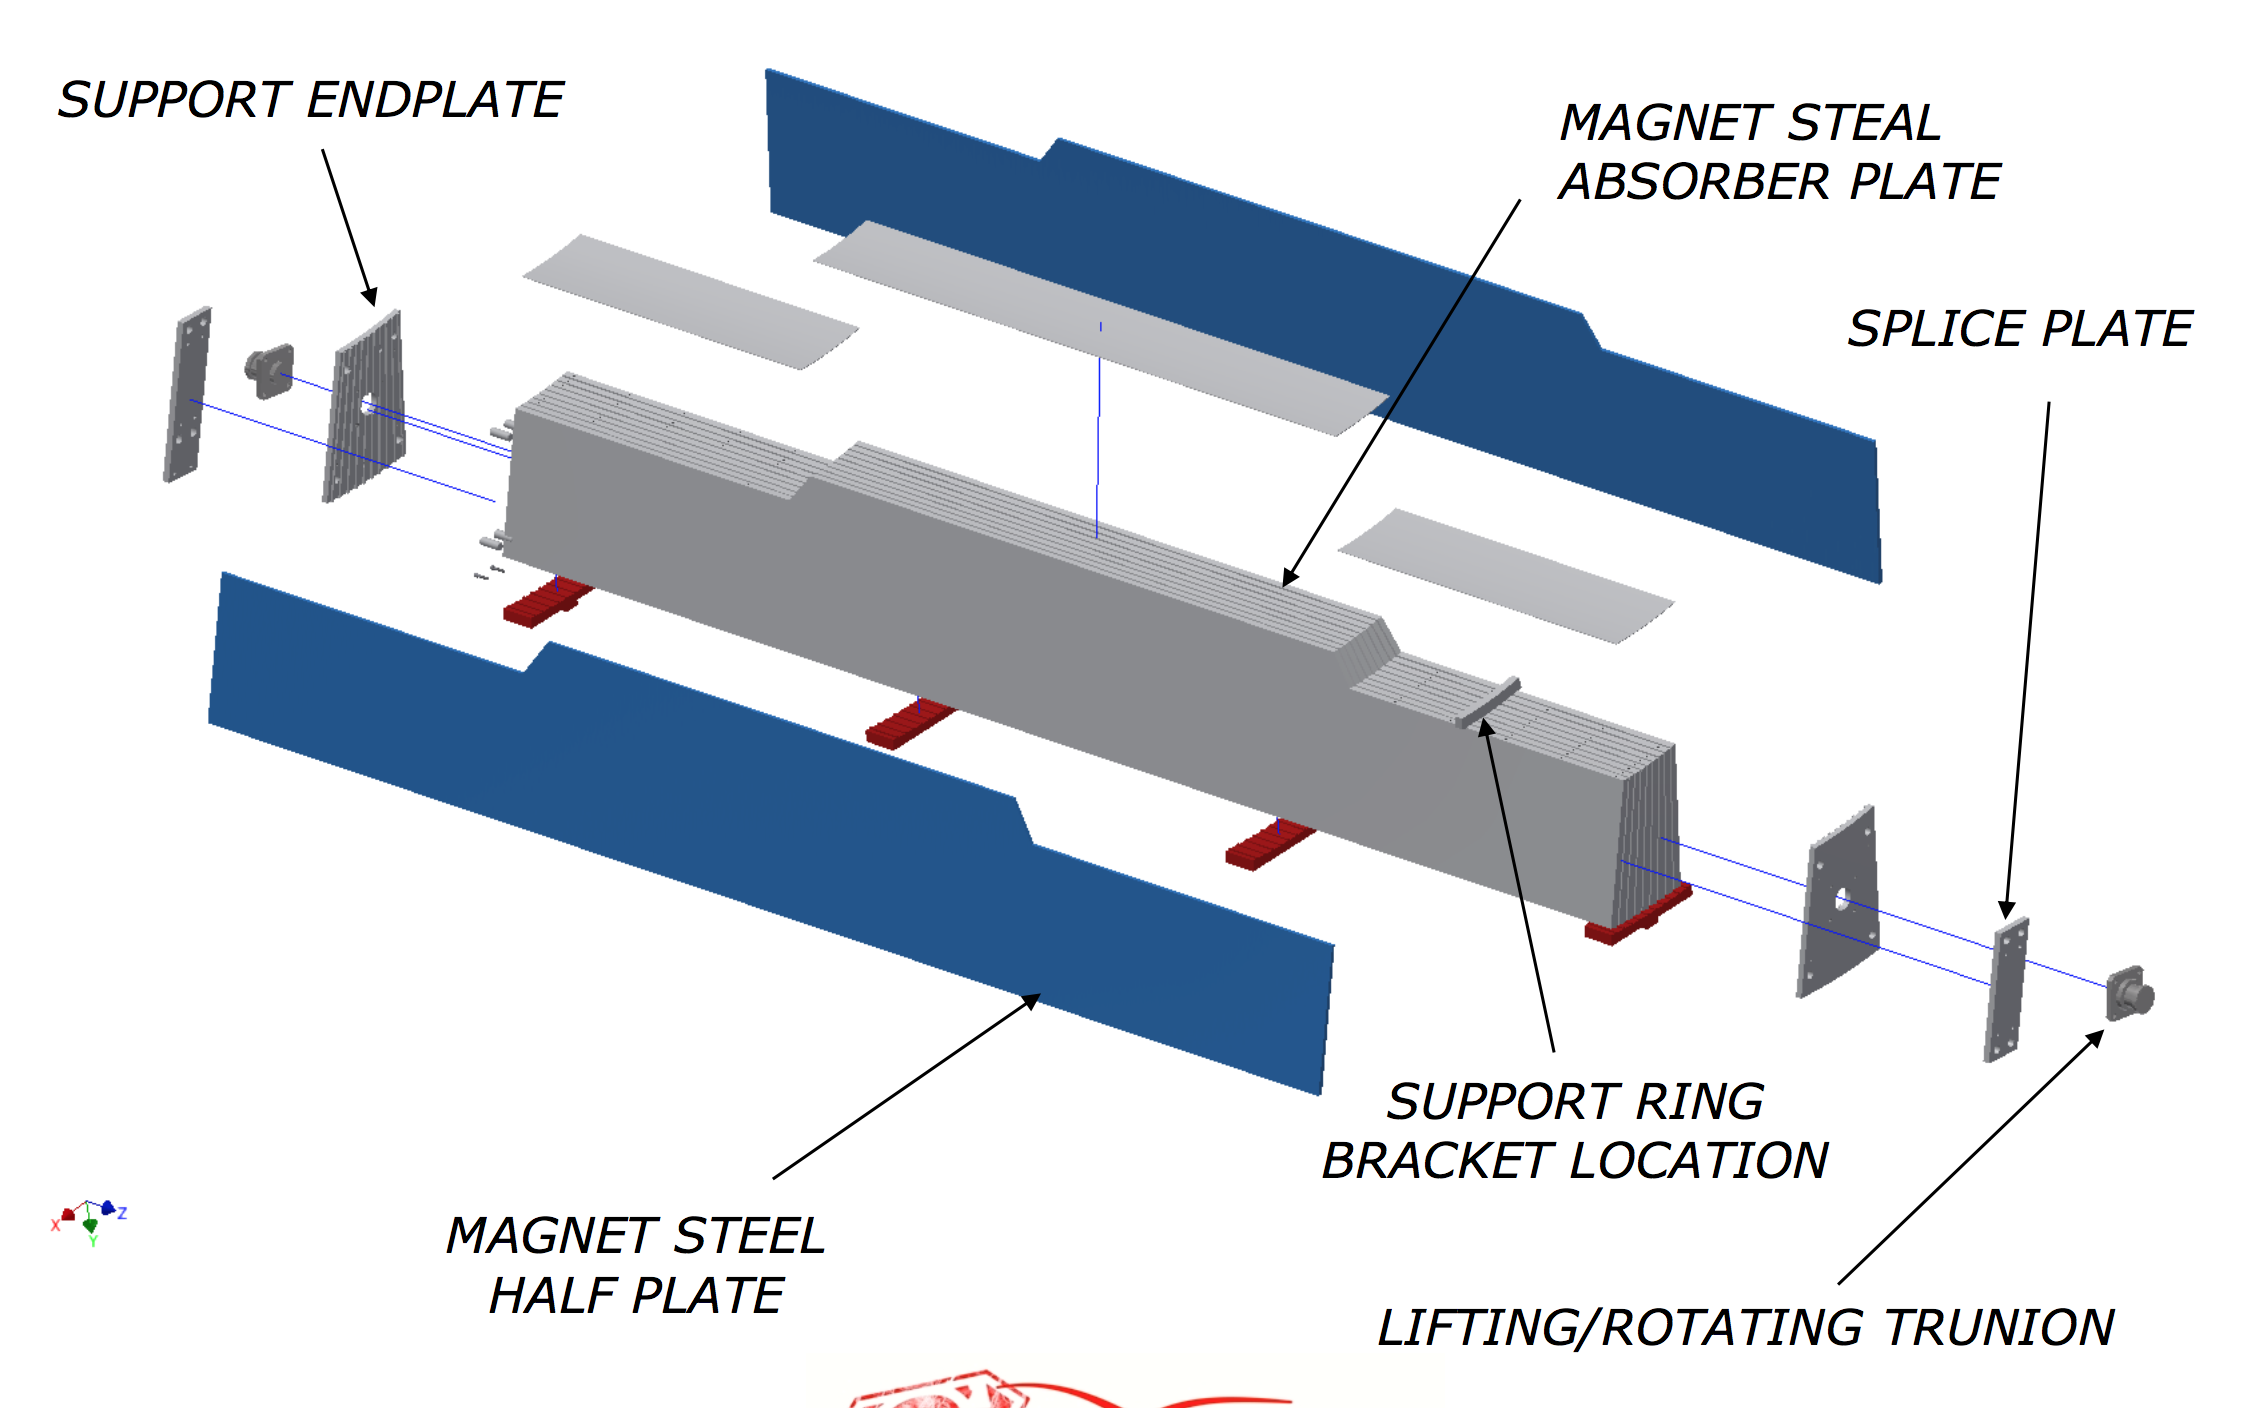 SUPPORT ENDPLATE
MAGNET STEAL
ABSORBER PLATE
SPLICE PLATE
SUPPORT RING
BRACKET LOCATION
MAGNET STEEL
HALF PLATE
LIFTING/ROTATING TRUNION
X
Y
Z